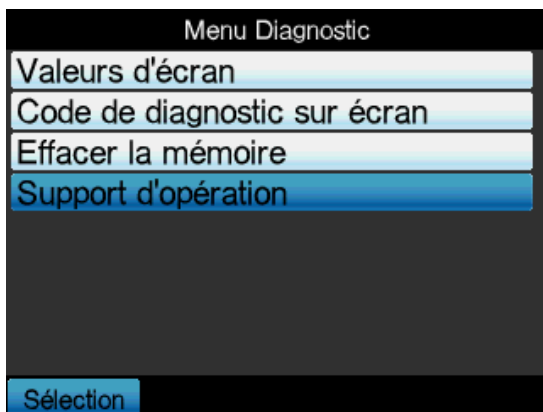 Menu Diagnostic
Valeurs d'écran
Code de diagnostic sur écran
Effacer la mémoire
Support d'opération
Sélection